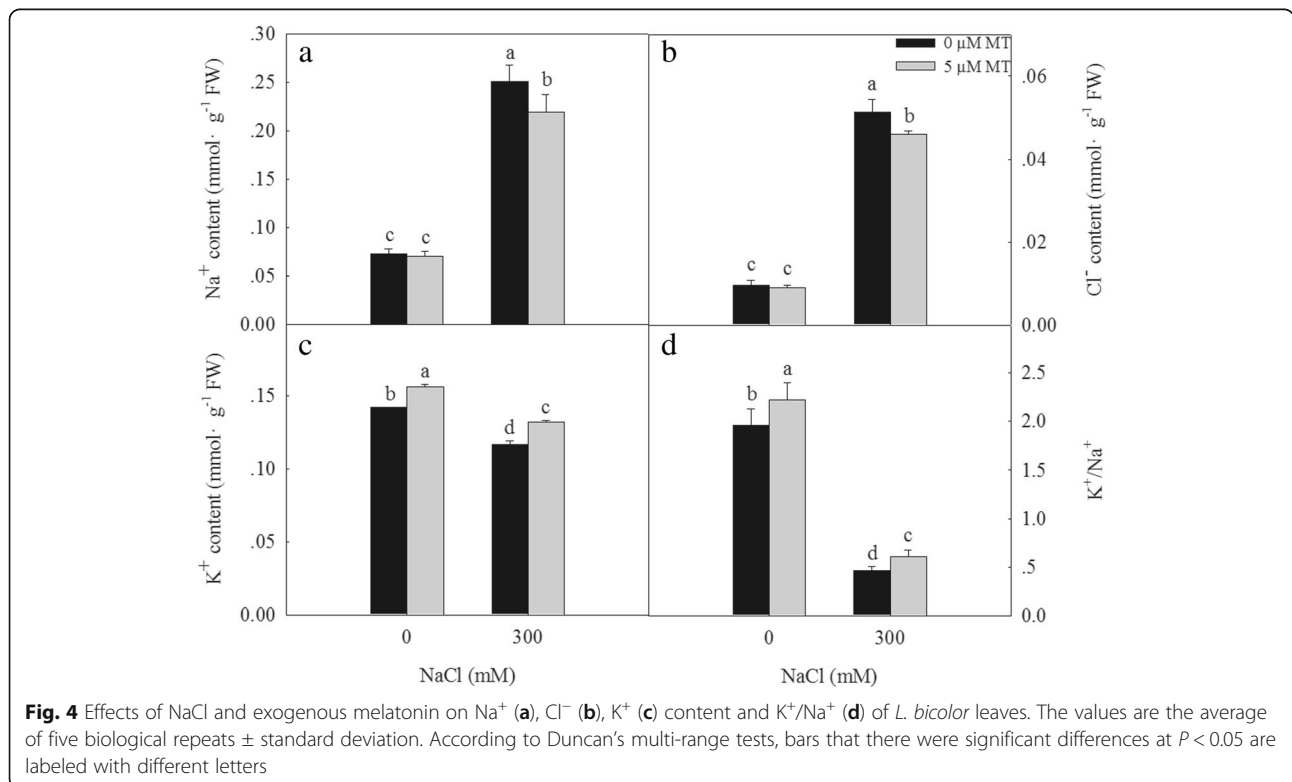 a
.30
.25
.20
.15
.10
.05
0.00
Na⁺ content (mmol· g⁻¹ FW)
c c
a b
b
0 µM MT
5 µM MT
.06
.04
.02
0.00
Cl⁻ content (mmol· g⁻¹ FW)
c c
a b
c
.15
.10
.05
0.00
K⁺ content (mmol· g⁻¹ FW)
b a
d c
0 300
NaCl (mM)
d
2.5
2.0
1.5
1.0
.5
0.0
K⁺/Na⁺
b a
d c
0 300
NaCl (mM)
Fig. 4 Effects of NaCl and exogenous melatonin on Na⁺ (a), Cl⁻ (b), K⁺ (c) content and K⁺/Na⁺ (d) of L. bicolor leaves. The values are the average
of five biological repeats ± standard deviation. According to Duncan’s multi-range tests, bars that there were significant differences at P < 0.05 are
labeled with different letters